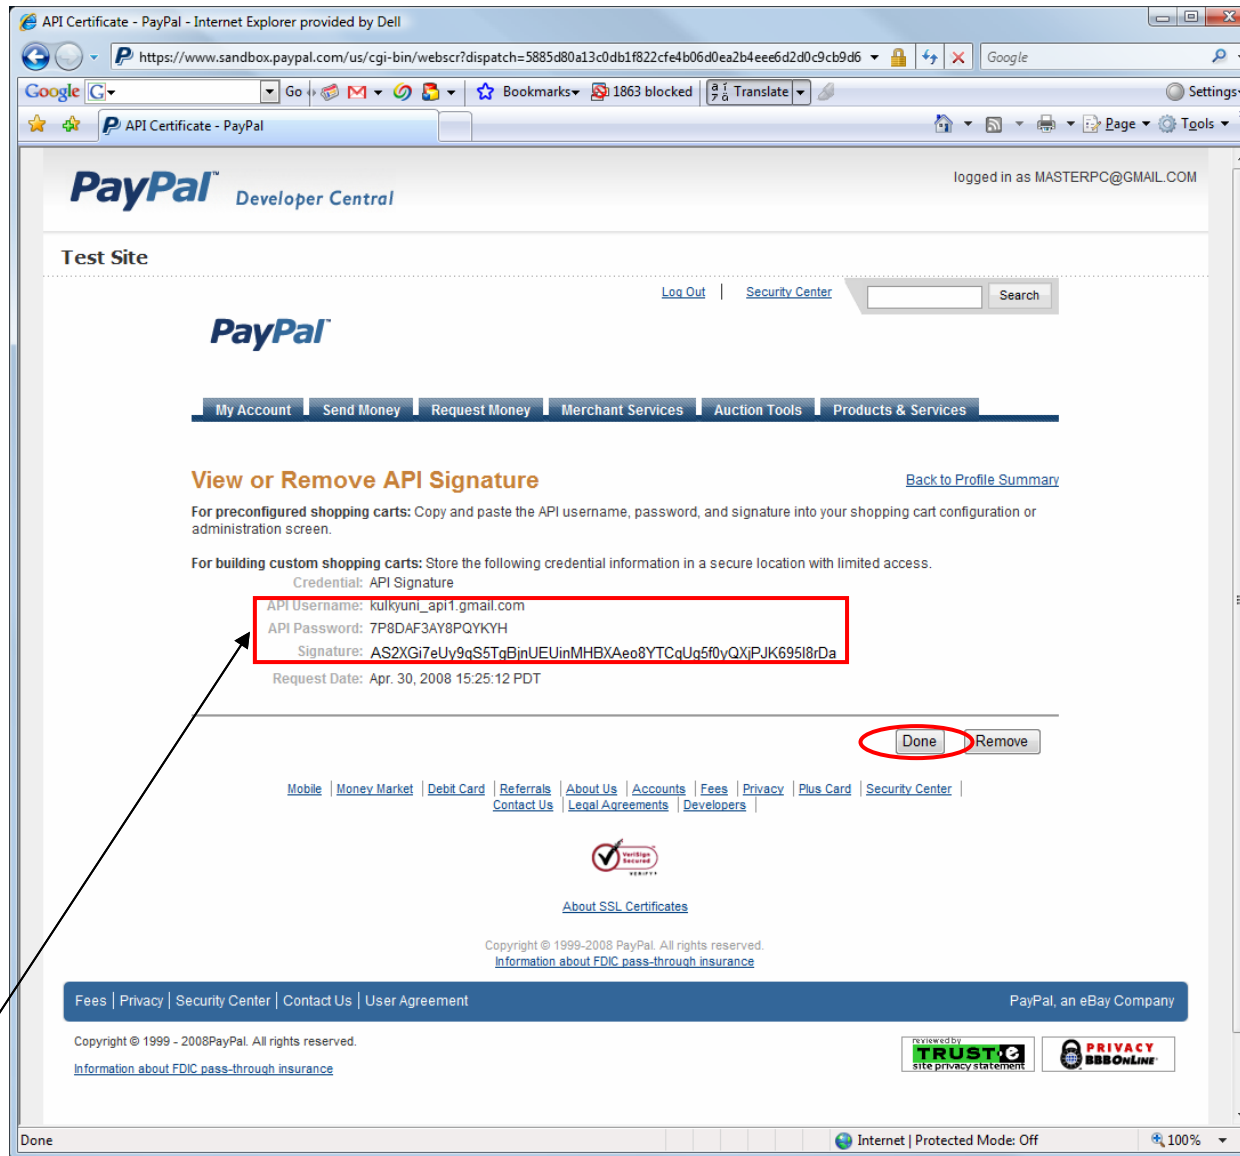 API Certificate - PayPal - Internet Explorer provided by Dell
https://www.sandbox.paypal.com/us/cgi-bin/webscr?dispatch=5885d80a13c0db1f822cfe4b06d0ea2b4eee6d2d0c9cb9d6
Google
Google Go Bookmarks 1863 blocked Translate Settings
API Certificate - PayPal Page Tools
PayPal Developer Central
logged in as MASTERPC@GMAIL.COM
Test Site
Log Out | Security Center Search
PayPal
My Account Send Money Request Money Merchant Services Auction Tools Products & Services
View or Remove API Signature Back to Profile Summary
For preconfigured shopping carts: Copy and paste the API username, password, and signature into your shopping cart configuration or
administration screen.
For building custom shopping carts: Store the following credential information in a secure location with limited access.
Credential: API Signature
API Username: kulkyuni_api1.gmail.com
API Password: 7P8DAF3AY8PQYKYH
Signature: AS2XGi7eUy9qS5TgBjnUEUinMHBXAeo8YTCqUg5f0yQXjPJK695I8rDa
Request Date: Apr. 30, 2008 15:25:12 PDT
Done Remove
Mobile | Money Market | Debit Card | Referrals | About Us | Accounts | Fees | Privacy | Plus Card | Security Center |
Contact Us | Legal Agreements | Developers |
VeriSign
Secured
VERIFY
About SSL Certificates
Copyright © 1999-2008 PayPal. All rights reserved.
Information about FDIC pass-through insurance
Fees | Privacy | Security Center | Contact Us | User Agreement PayPal, an eBay Company
Copyright © 1999 - 2008PayPal. All rights reserved.
Information about FDIC pass-through insurance
reviewed by
TRUSTe
site privacy statement
PRIVACY
BBBONLINE
Done Internet | Protected Mode: Off 100%